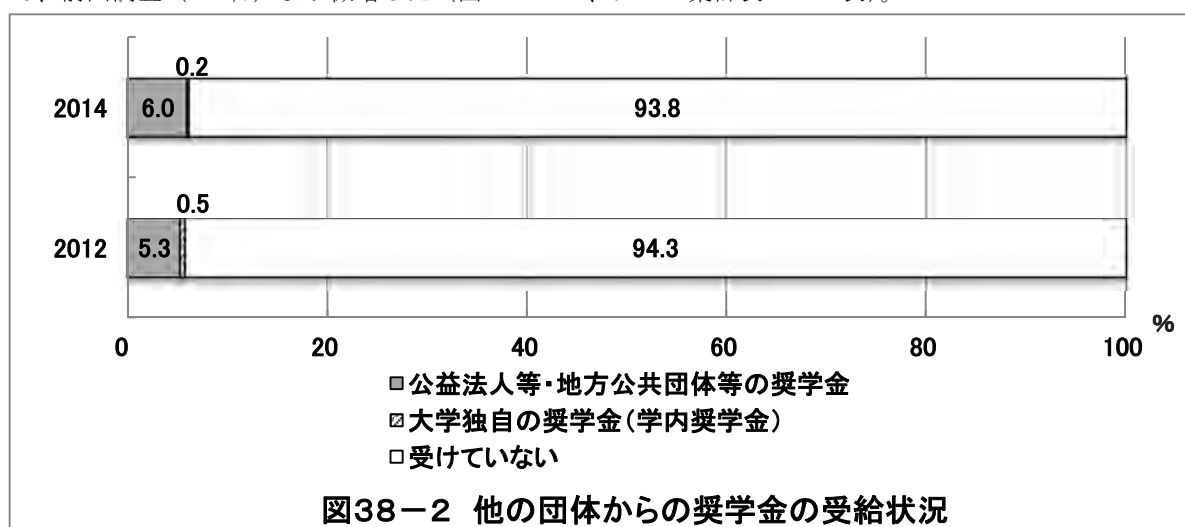 0.2
2014 6.0 93.8
0.5
2012 5.3 94.3
0 20 40 60 80 100 %
公益法人等・地方公共団体等の奨学金
大学独自の奨学金(学内奨学金)
受けていない
図38－2 他の団体からの奨学金の受給状況